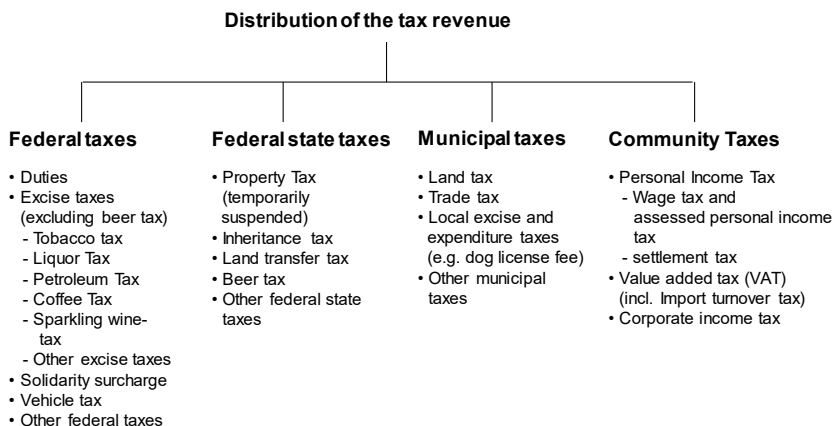 Distribution of the tax revenue
Federal taxes
• Duties
• Excise taxes
(excluding beer tax)
- Tobacco tax
- Liquor Tax
- Petroleum Tax
- Coffee Tax
- Sparkling wine-
tax
- Other excise taxes
• Solidarity surcharge
• Vehicle tax
• Other federal taxes
Federal state taxes
• Property Tax
(temporarily
suspended)
• Inheritance tax
• Land transfer tax
• Beer tax
• Other federal state
taxes
Municipal taxes
• Land tax
• Trade tax
• Local excise and
expenditure taxes
(e.g. dog license fee)
• Other municipal
taxes
Community Taxes
• Personal Income Tax
- Wage tax and
assessed personal income
tax
- settlement tax
• Value added tax (VAT)
(incl. Import turnover tax)
• Corporate income tax